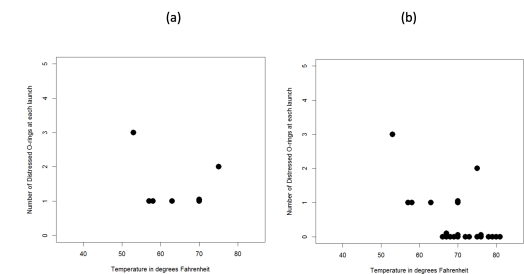 (a)
(b)
Number of Distressed O-rings at each launch
5
4
3
2
1
0
40 50 60 70 80
Temperature in degrees Fahrenheit
Number of Distressed O-rings at each launch
5
4
3
2
1
0
40 50 60 70 80
Temperature in degrees Fahrenheit